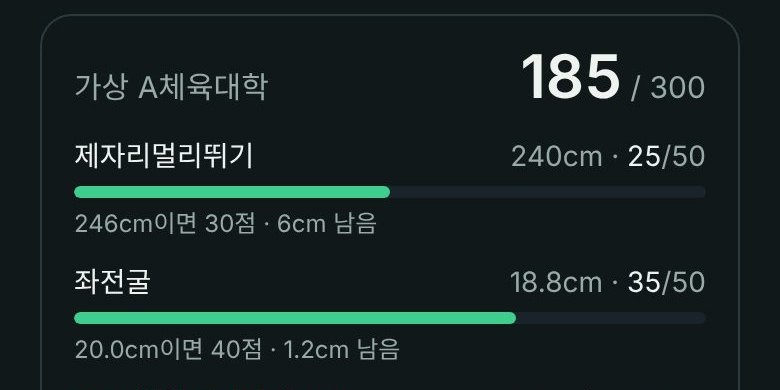 가상 A체육대학 185 / 300
제자리멀리뛰기 240cm · 25/50
246cm이면 30점 · 6cm 남음
좌전굴 18.8cm · 35/50
20.0cm이면 40점 · 1.2cm 남음